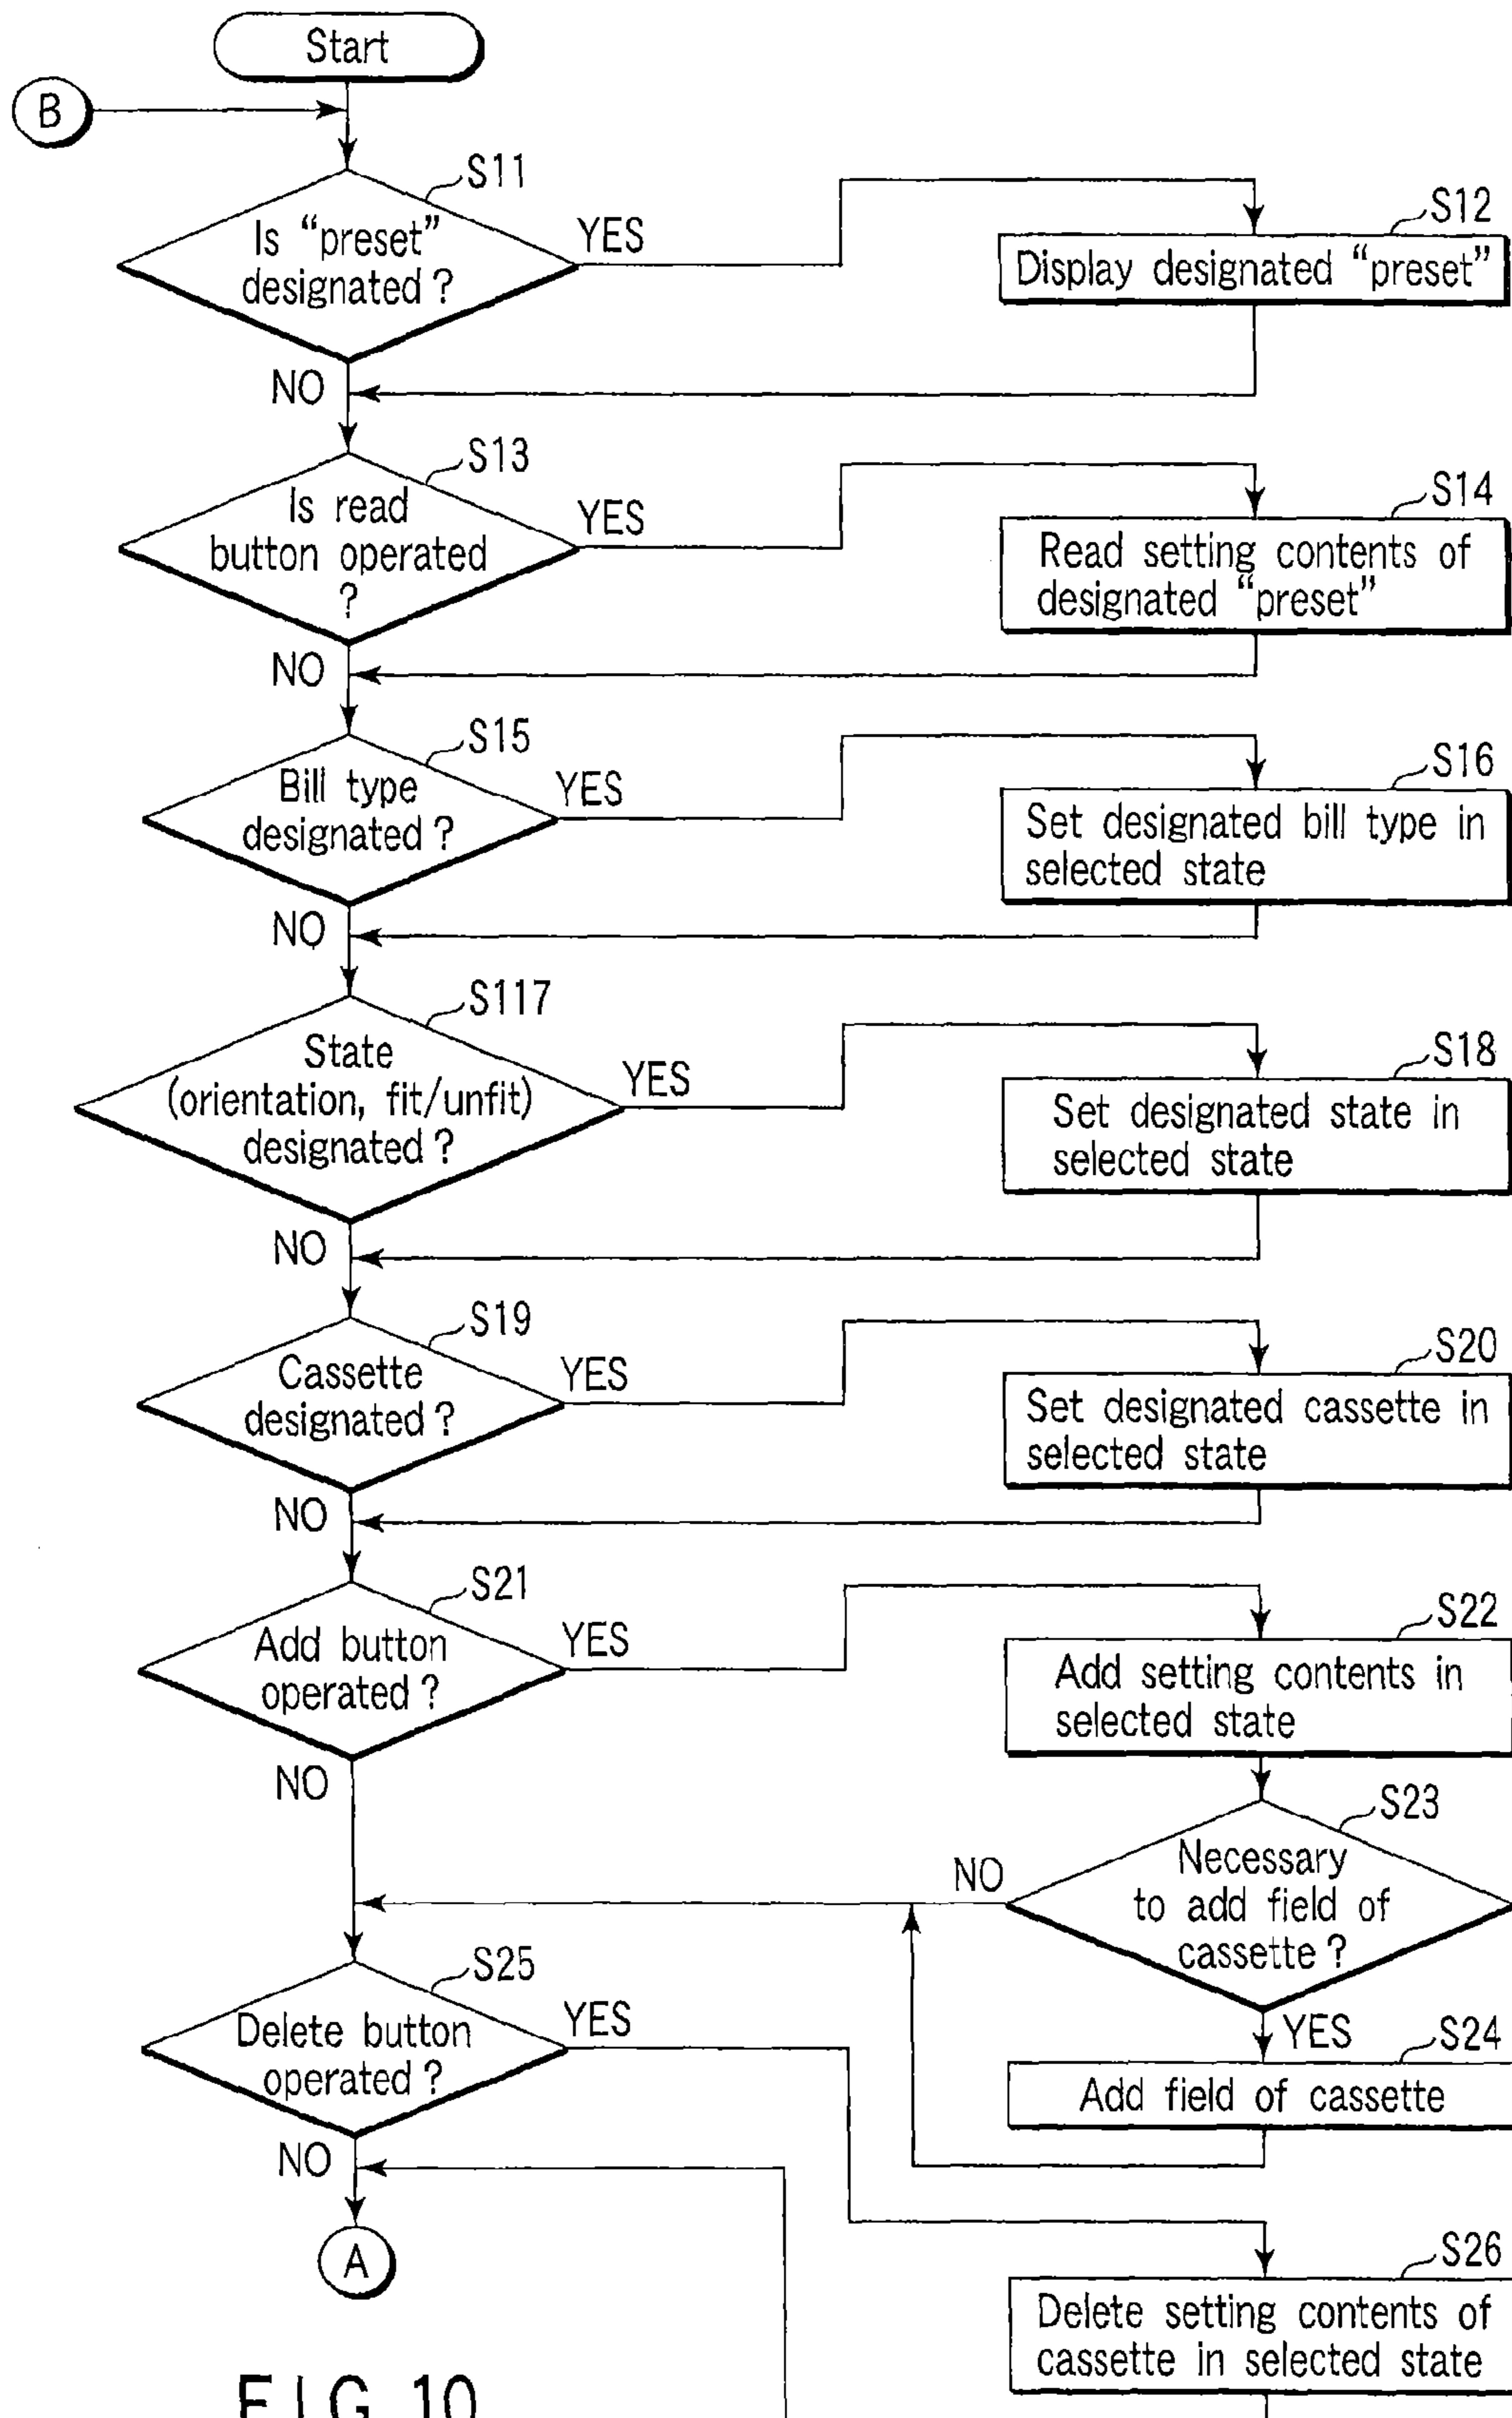 Start
B
S11
Is “preset”
designated ?
YES
S12
Display designated “preset”
NO
S13
Is read
button operated
?
YES
S14
Read setting contents of
designated “preset”
NO
S15
Bill type
designated ?
YES
S16
Set designated bill type in
selected state
NO
S117
State
(orientation, fit/unfit)
designated ?
YES
S18
Set designated state in
selected state
NO
S19
Cassette
designated ?
YES
S20
Set designated cassette in
selected state
NO
S21
Add button
operated ?
YES
S22
Add setting contents in
selected state
NO
S23
Necessary
to add field of
cassette ?
NO
YES
S24
Add field of cassette
S25
Delete button
operated ?
YES
NO
A
S26
Delete setting contents of
cassette in selected state
FIG. 10